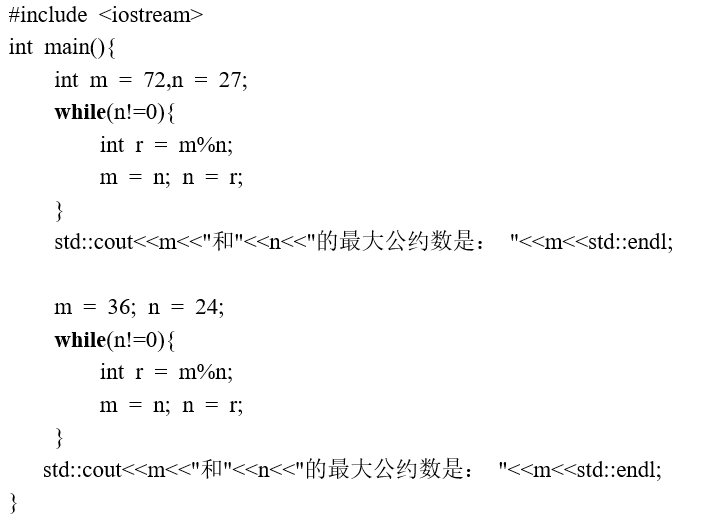 #include <iostream>
int main(){
int m = 72,n = 27;
while(n!=0){
int r = m%n;
m = n; n = r;
}
std::cout<<m<<"和"<<n<<"的最大公约数是： "<<m<<std::endl;
m = 36; n = 24;
while(n!=0){
int r = m%n;
m = n; n = r;
}
std::cout<<m<<"和"<<n<<"的最大公约数是： "<<m<<std::endl;
}